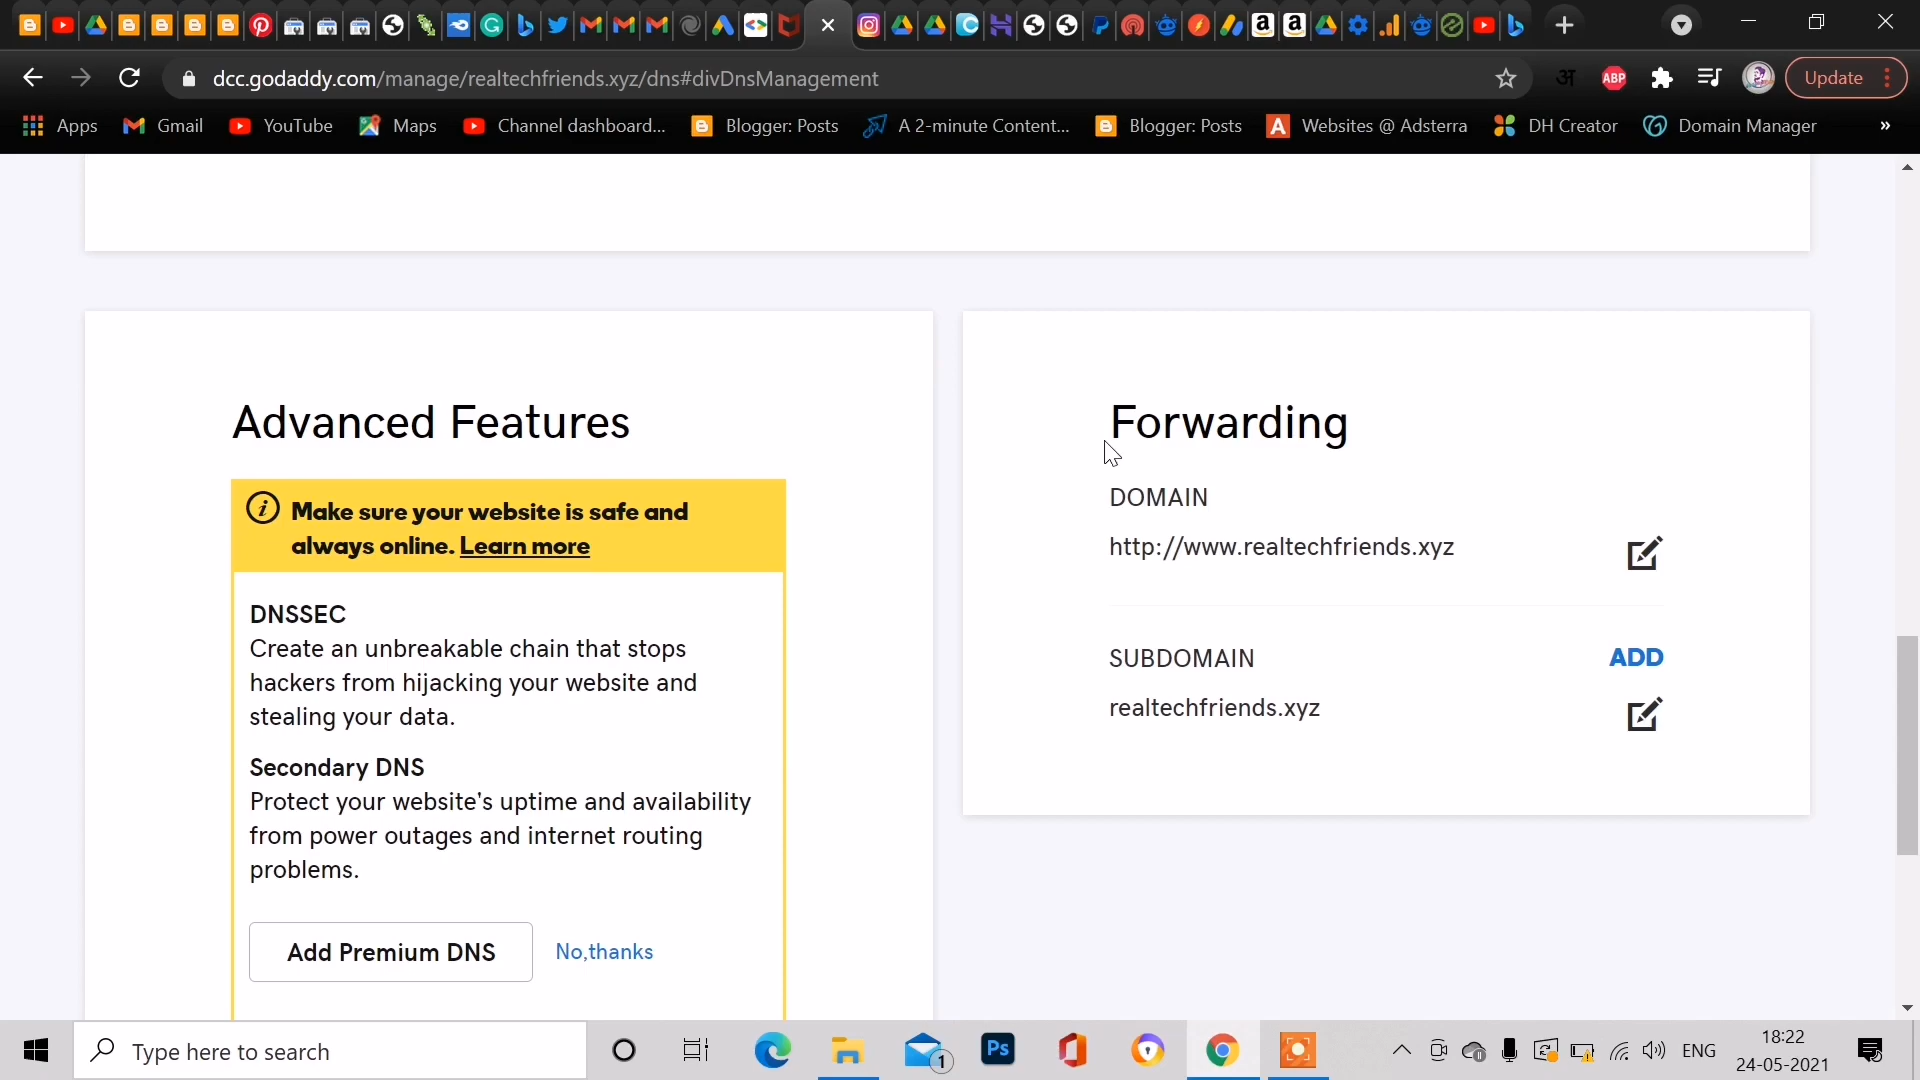 dcc.godaddy.com/manage/realtechfriends.xyz/dns#divDnsManagement
ABP
Update
Apps
Gmail
YouTube
Maps
Channel dashboard...
Blogger: Posts
A 2-minute Content...
Blogger: Posts
Websites @ Adsterra
DH Creator
Domain Manager
»
Advanced Features
Make sure your website is safe and
always online. Learn more
DNSSEC
Create an unbreakable chain that stops
hackers from hijacking your website and
stealing your data.
Secondary DNS
Protect your website's uptime and availability
from power outages and internet routing
problems.
Add Premium DNS
No,thanks
Forwarding
DOMAIN
http://www.realtechfriends.xyz
SUBDOMAIN
ADD
realtechfriends.xyz
Type here to search
1
Ps
ENG
18:22
24-05-2021